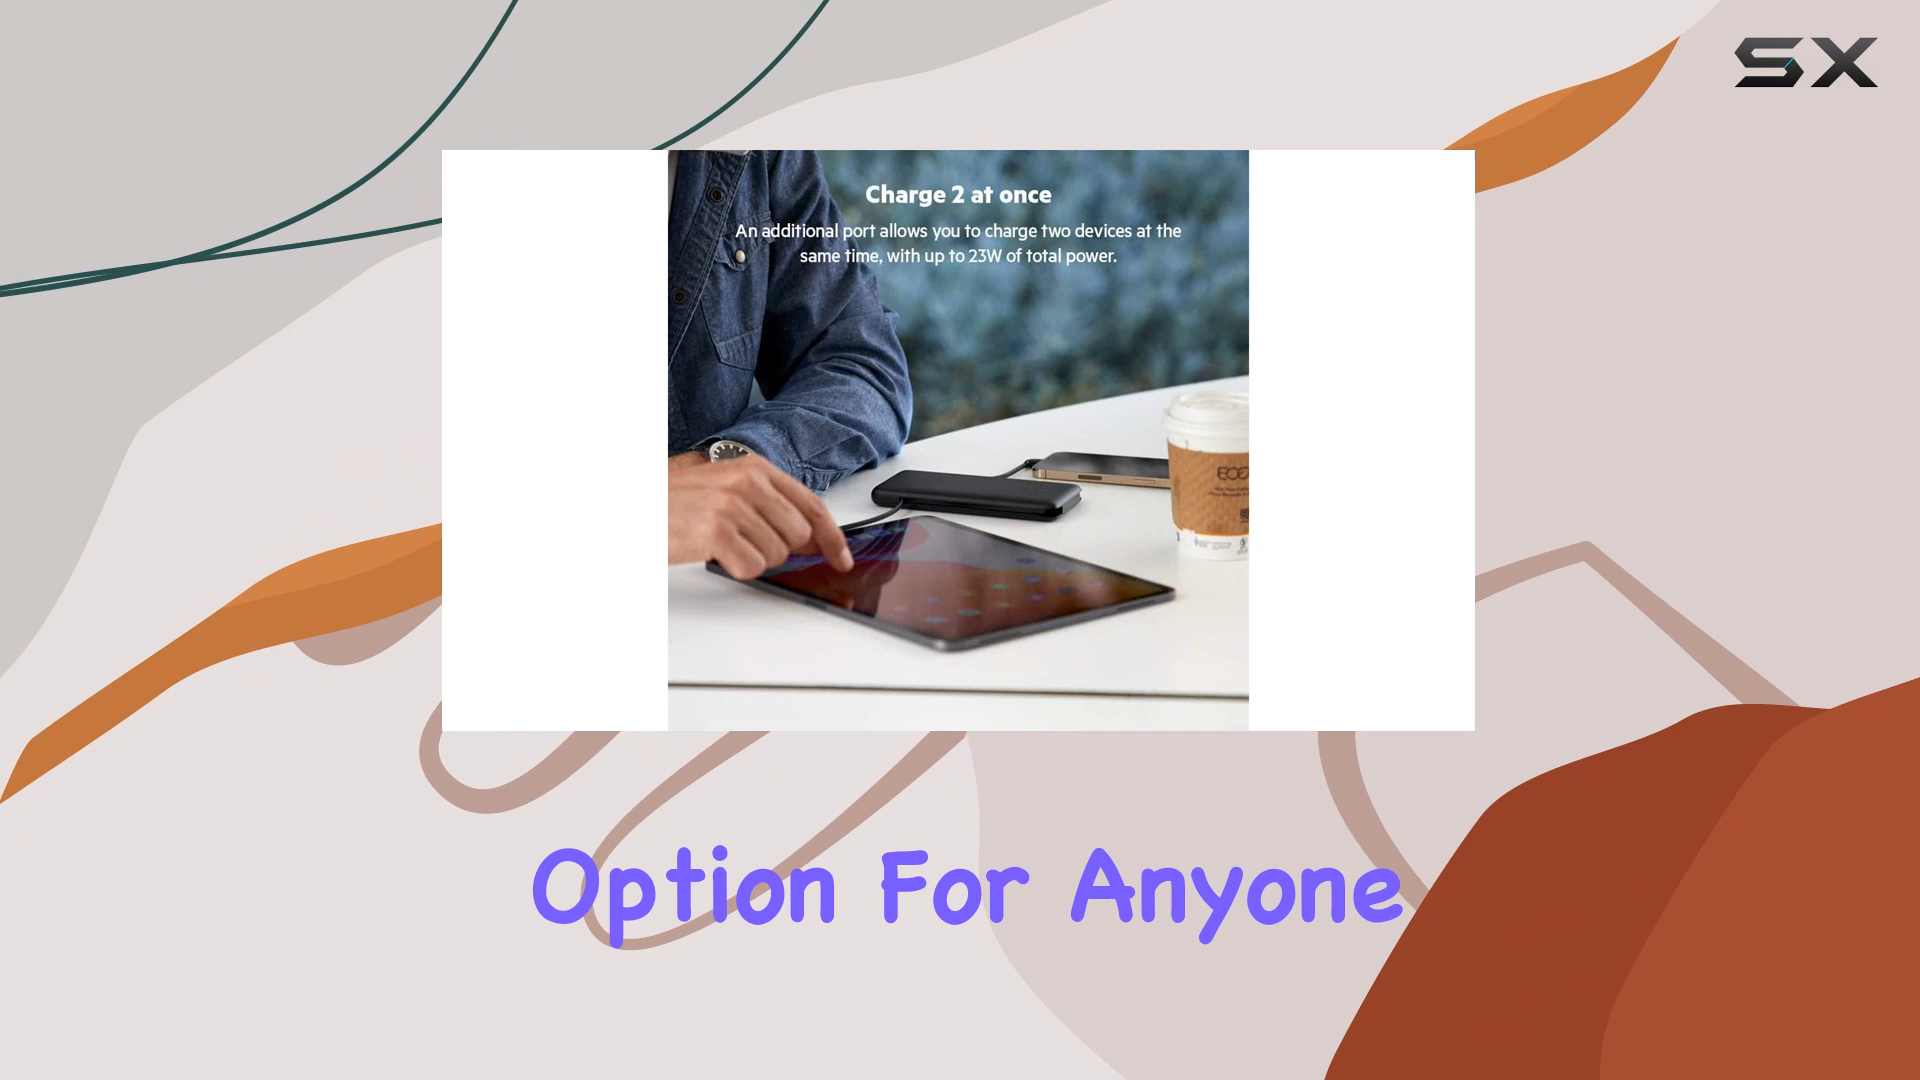 SX
Charge 2 at once
An additional port allows you to charge two devices at the
same time, with up to 23W of total power.
ECO
Option For Anyone